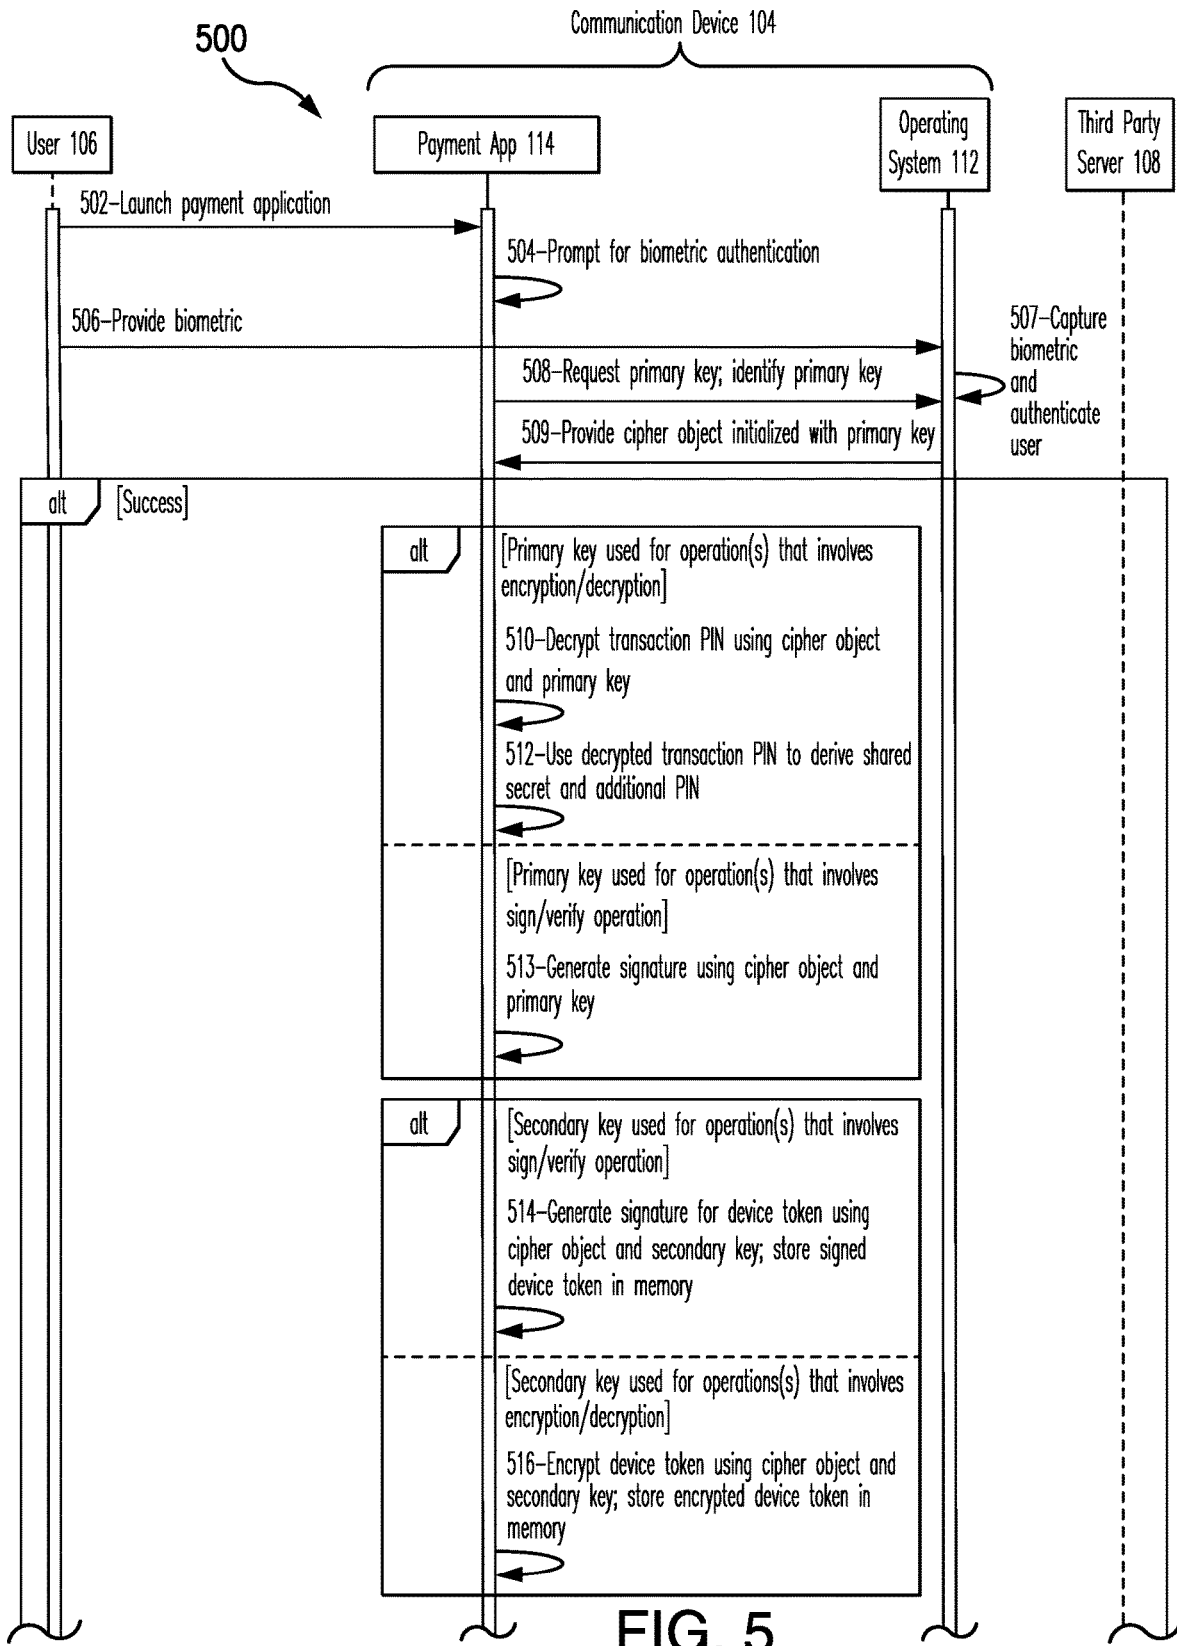 Communication Device 104
500
User 106
Payment App 114
Operating
System 112
Third Party
Server 108
502–Launch payment application
504–Prompt for biometric authentication
506–Provide biometric
507–Capture
biometric
and
authenticate
user
508–Request primary key; identify primary key
509–Provide cipher object initialized with primary key
alt
[Success]
alt
[Primary key used for operation(s) that involves
encryption/decryption]
510–Decrypt transaction PIN using cipher object
and primary key
512–Use decrypted transaction PIN to derive shared
secret and additional PIN
[Primary key used for operation(s) that involves
sign/verify operation]
513–Generate signature using cipher object and
primary key
alt
[Secondary key used for operation(s) that involves
sign/verify operation]
514–Generate signature for device token using
cipher object and secondary key; store signed
device token in memory
[Secondary key used for operations(s) that involves
encryption/decryption]
516–Encrypt device token using cipher object and
secondary key; store encrypted device token in
memory
FIG. 5